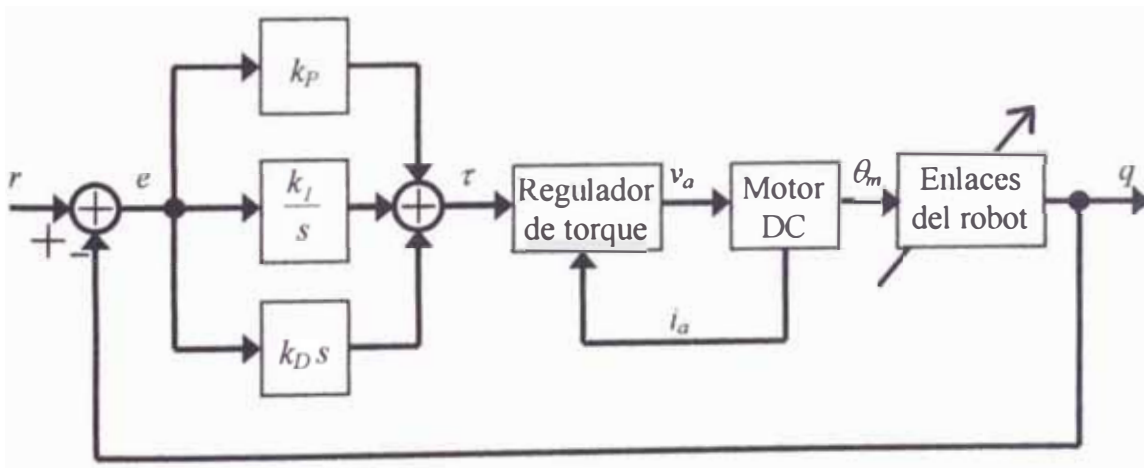 k_P
r
e
k_I
s
τ
Regulador
de torque
v_a
Motor
DC
θ_m
Enlaces
del robot
q
+
-
i_a
k_D s